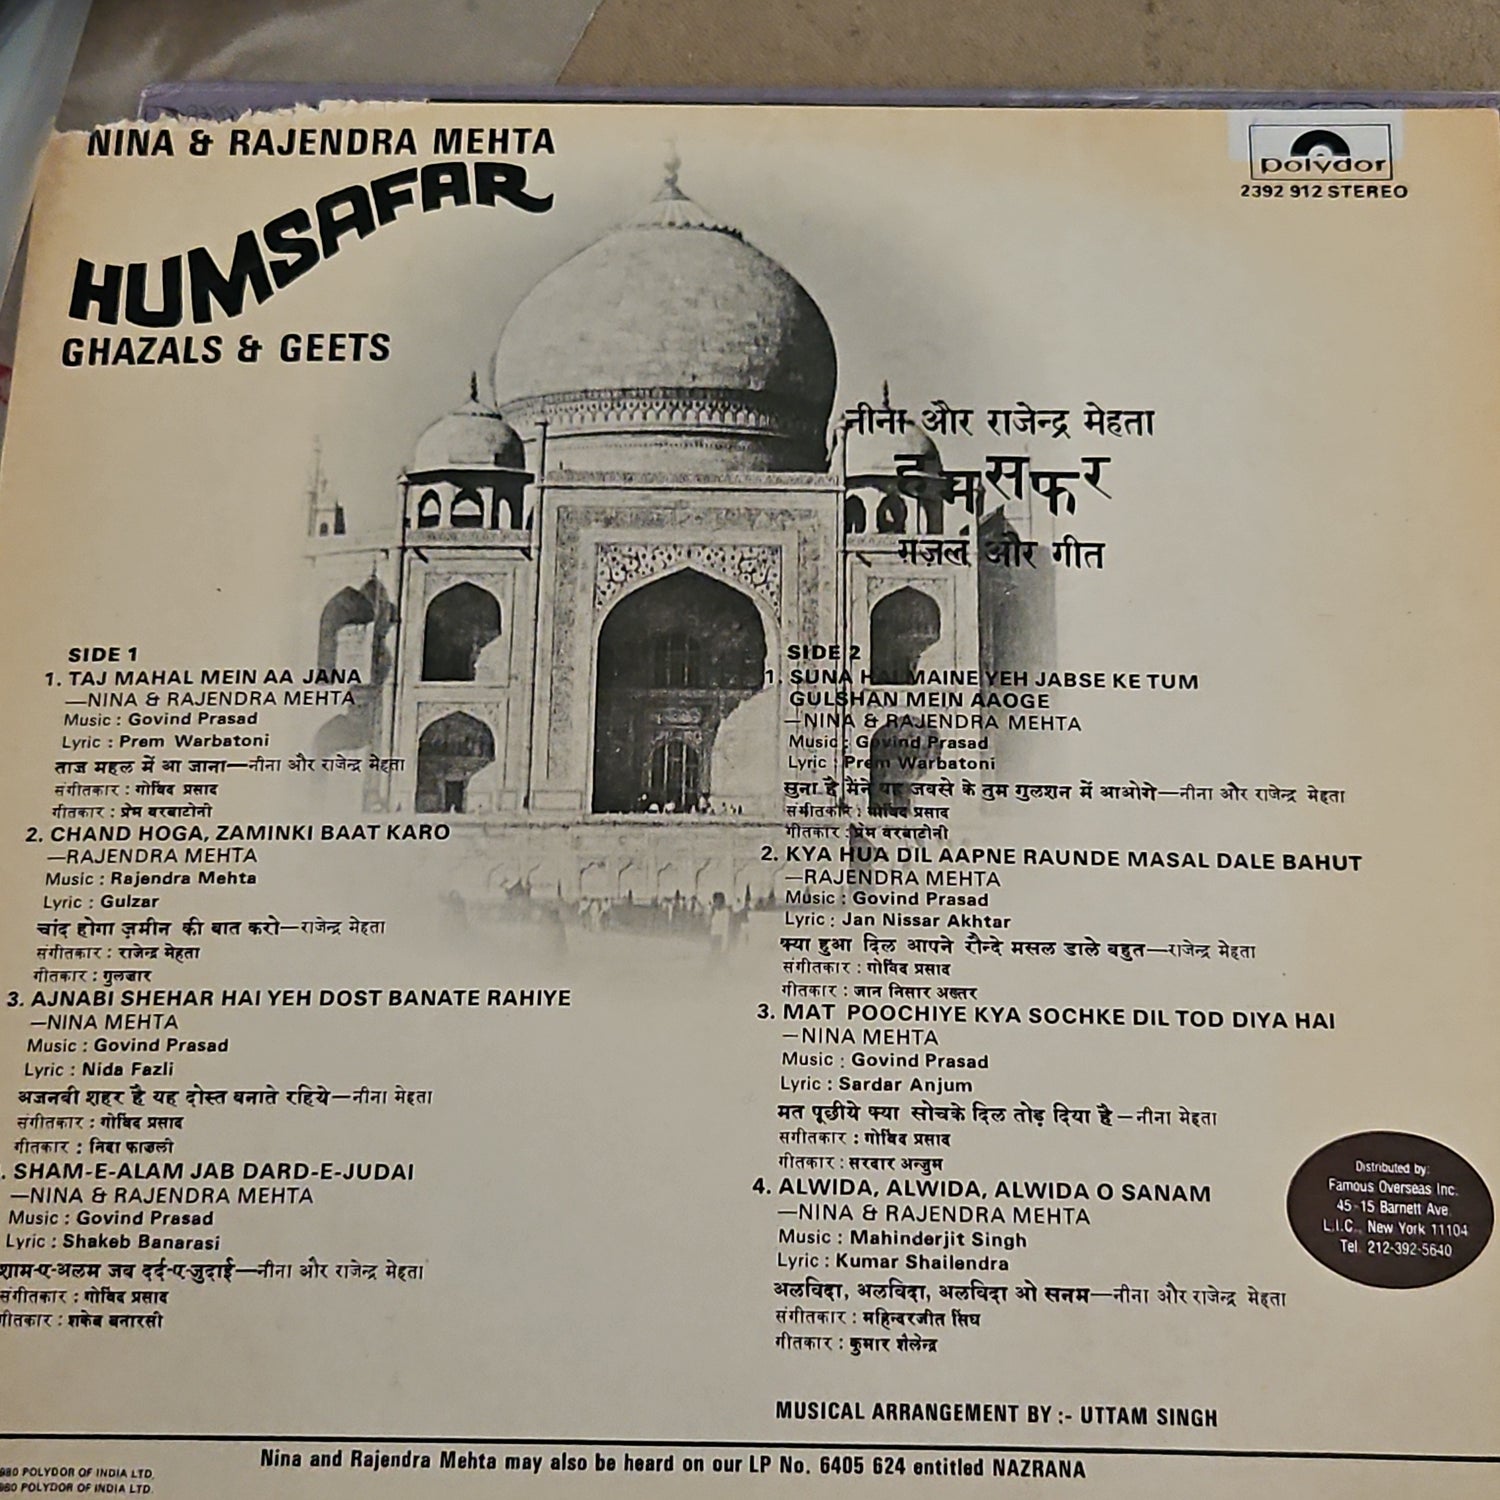 NINA & RAJENDRA MEHTA
HUMSAFAR
GHAZALS & GEETS
polydor
2392 912 STEREO
नीना और राजेन्द्र मेहता
हमसफर
ग़ज़लं और गीत
SIDE 1
1. TAJ MAHAL MEIN AA JANA
—NINA & RAJENDRA MEHTA
Music : Govind Prasad
Lyric : Prem Warbatoni
ताज महल में आ जाना—नीना और राजेन्द्र मेहता
संगीतकार : गोविंद प्रसाद
गीतकार : प्रेम वरबाटोनी
2. CHAND HOGA, ZAMINKI BAAT KARO
—RAJENDRA MEHTA
Music : Rajendra Mehta
Lyric : Gulzar
चांद होगा ज़मीन की बात करो—राजेन्द्र मेहता
संगीतकार : राजेन्द्र मेहता
गीतकार : गुलज़ार
3. AJNABI SHEHAR HAI YEH DOST BANATE RAHIYE
—NINA MEHTA
Music : Govind Prasad
Lyric : Nida Fazli
अजनबी शहर है यह दोस्त बनाते रहिये—नीना मेहता
संगीतकार : गोविंद प्रसाद
गीतकार : निदा फाज़ली
. SHAM-E-ALAM JAB DARD-E-JUDAI
—NINA & RAJENDRA MEHTA
Music : Govind Prasad
Lyric : Shakeb Banarasi
शाम-ए-अलम जब दर्द-ए-जुदाई—नीना और राजेन्द्र मेहता
संगीतकार : गोविंद प्रसाद
गीतकार : शकेब बनारसी
SIDE 2
1. SUNA HAI MAINE YEH JABSE KE TUM
GULSHAN MEIN AAOGE
—NINA & RAJENDRA MEHTA
Music : Govind Prasad
Lyric : Prem Warbatoni
सुना है मैंने यह जबसे के तुम गुलशन में आओगे—नीना और राजेन्द्र मेहता
संगीतकार : गोविंद प्रसाद
गीतकार : प्रेम वरबाटोनी
2. KYA HUA DIL AAPNE RAUNDE MASAL DALE BAHUT
—RAJENDRA MEHTA
Music : Govind Prasad
Lyric : Jan Nissar Akhtar
क्या हुआ दिल आपने रौन्दे मसल डाले बहुत—राजेन्द्र मेहता
संगीतकार : गोविंद प्रसाद
गीतकार : जान निसार अख्तर
3. MAT POOCHIYE KYA SOCHKE DIL TOD DIYA HAI
—NINA MEHTA
Music : Govind Prasad
Lyric : Sardar Anjum
मत पूछीये क्या सोचके दिल तोड़ दिया है—नीना मेहता
संगीतकार : गोविंद प्रसाद
गीतकार : सरदार अन्जुम
4. ALWIDA, ALWIDA, ALWIDA O SANAM
—NINA & RAJENDRA MEHTA
Music : Mahinderjit Singh
Lyric : Kumar Shailendra
अलविदा, अलविदा, अलविदा ओ सनम—नीना और राजेन्द्र मेहता
संगीतकार : महिन्दरजीत सिंघ
गीतकार : कुमार शैलेन्द्र
Distributed by:
Famous Overseas Inc.
45-15 Barnett Ave.
L.I.C., New York 11104
Tel. 212-392-5640
MUSICAL ARRANGEMENT BY :- UTTAM SINGH
Nina and Rajendra Mehta may also be heard on our LP No. 6405 624 entitled NAZRANA
980 POLYDOR OF INDIA LTD.
980 POLYDOR OF INDIA LTD.